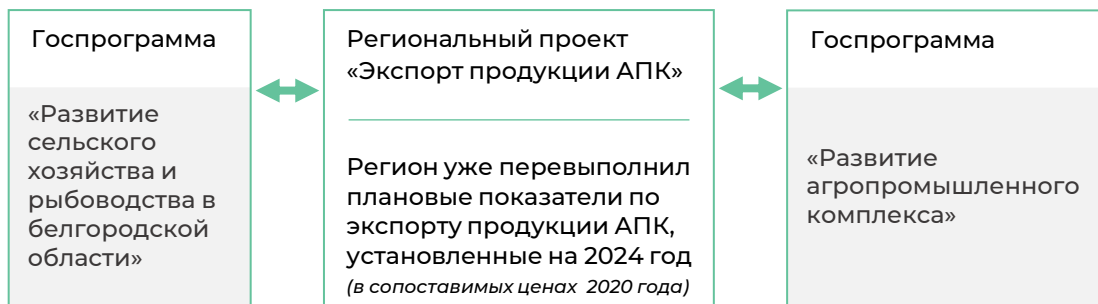 Госпрограмма
«Развитие
сельского
хозяйства и
рыбоводства в
белгородской
области»
Региональный проект
«Экспорт продукции АПК»
Регион уже перевыполнил
плановые показатели по
экспорту продукции АПК,
установленные на 2024 год
(в сопоставимых ценах 2020 года)
Госпрограмма
«Развитие
агропромышленного
комплекса»